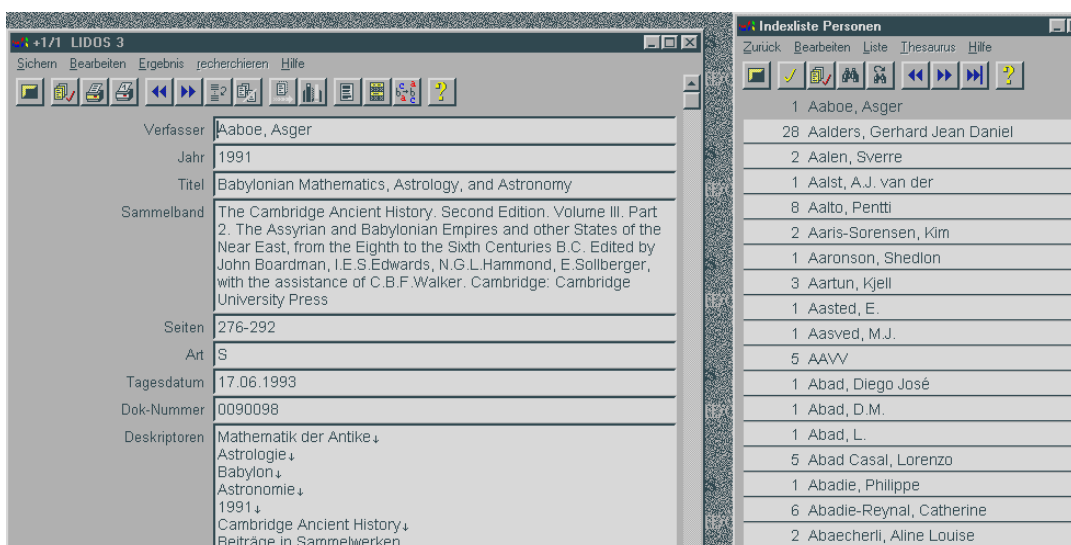 +1/1 LIDOS 3
Sichern Bearbeiten Ergebnis recherchieren Hilfe
Verfasser Aaboe, Asger
Jahr 1991
Titel Babylonian Mathematics, Astrology, and Astronomy
Sammelband The Cambridge Ancient History. Second Edition. Volume III. Part
2. The Assyrian and Babylonian Empires and other States of the
Near East, from the Eighth to the Sixth Centuries B.C. Edited by
John Boardman, I.E.S.Edwards, N.G.L.Hammond, E.Sollberger,
with the assistance of C.B.F.Walker. Cambridge: Cambridge
University Press
Seiten 276-292
Art S
Tagesdatum 17.06.1993
Dok-Nummer 0090098
Deskriptoren Mathematik der Antike↓
Astrologie↓
Babylon↓
Astronomie↓
1991↓
Cambridge Ancient History↓
Beiträge in Sammelwerken
Indexliste Personen
Zurück Bearbeiten Liste Thesaurus Hilfe
1 Aaboe, Asger
28 Aalders, Gerhard Jean Daniel
2 Aalen, Sverre
1 Aalst, A.J. van der
8 Aalto, Pentti
2 Aaris-Sorensen, Kim
1 Aaronson, Shedlon
3 Aartun, Kjell
1 Aasted, E.
1 Aasved, M.J.
5 AAVV
1 Abad, Diego José
1 Abad, D.M.
1 Abad, L.
5 Abad Casal, Lorenzo
1 Abadie, Philippe
6 Abadie-Reynal, Catherine
2 Abaecherli, Aline Louise